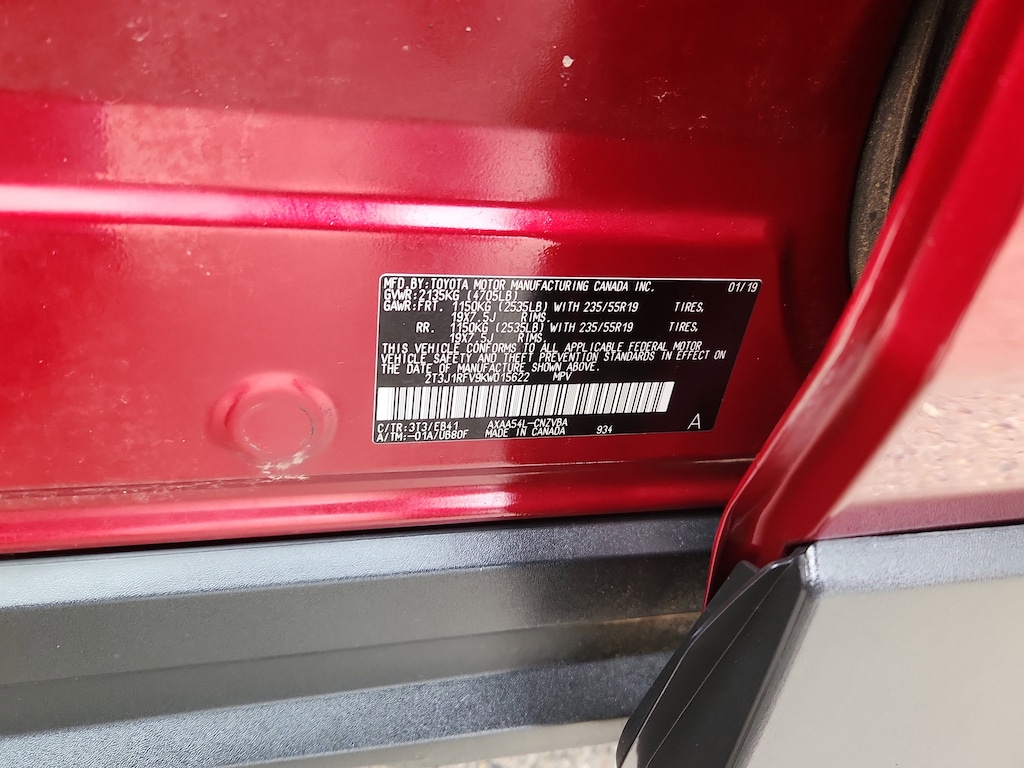 MFD.BY:TOYOTA MOTOR MANUFACTURING CANADA INC. 01/19
GVWR:2135KG (4705LB)
GAWR:FRT. 1150KG (2535LB) WITH 235/55R19 TIRES,
19X7.5J RIMS.
RR. 1150KG (2535LB) WITH 235/55R19 TIRES,
19X7.5J RIMS.
THIS VEHICLE CONFORMS TO ALL APPLICABLE FEDERAL MOTOR
VEHICLE SAFETY AND THEFT PREVENTION STANDARDS IN EFFECT ON
THE DATE OF MANUFACTURE SHOWN ABOVE.
2T3J1RFV9KW015622 MPV
C/TR:3T3/EB41 AXAA54L-CNZVBA 934 A
A/TM:-01A/UB80F MADE IN CANADA